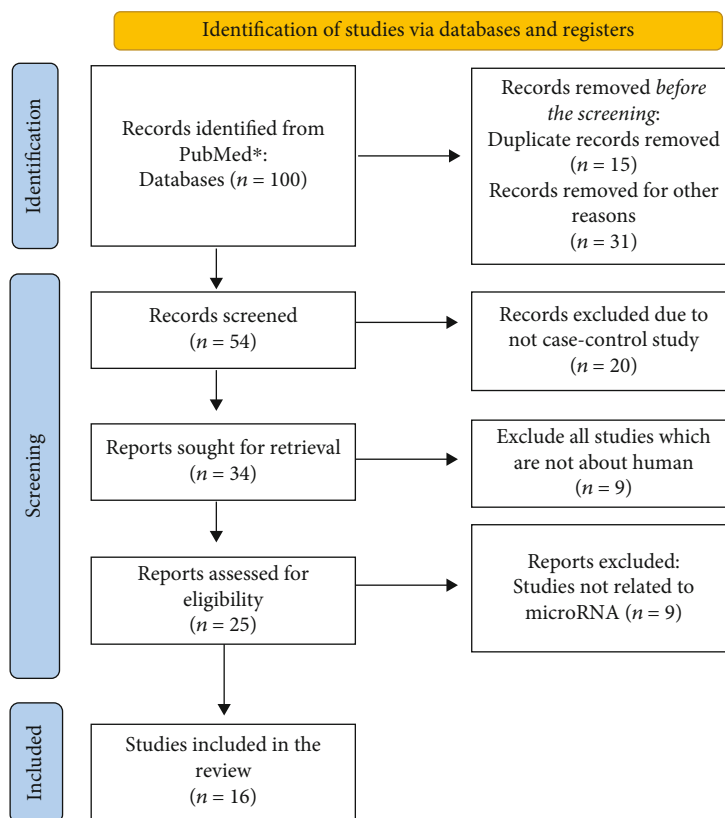 Identification of studies via databases and registers
Identification
Records identified from
PubMed*:
Databases (n = 100)
Records removed before
the screening:
Duplicate records removed
(n = 15)
Records removed for other
reasons
(n = 31)
Screening
Records screened
(n = 54)
Records excluded due to
not case-control study
(n = 20)
Reports sought for retrieval
(n = 34)
Exclude all studies which
are not about human
(n = 9)
Reports assessed for
eligibility
(n = 25)
Reports excluded:
Studies not related to
microRNA (n = 9)
Included
Studies included in the
review
(n = 16)